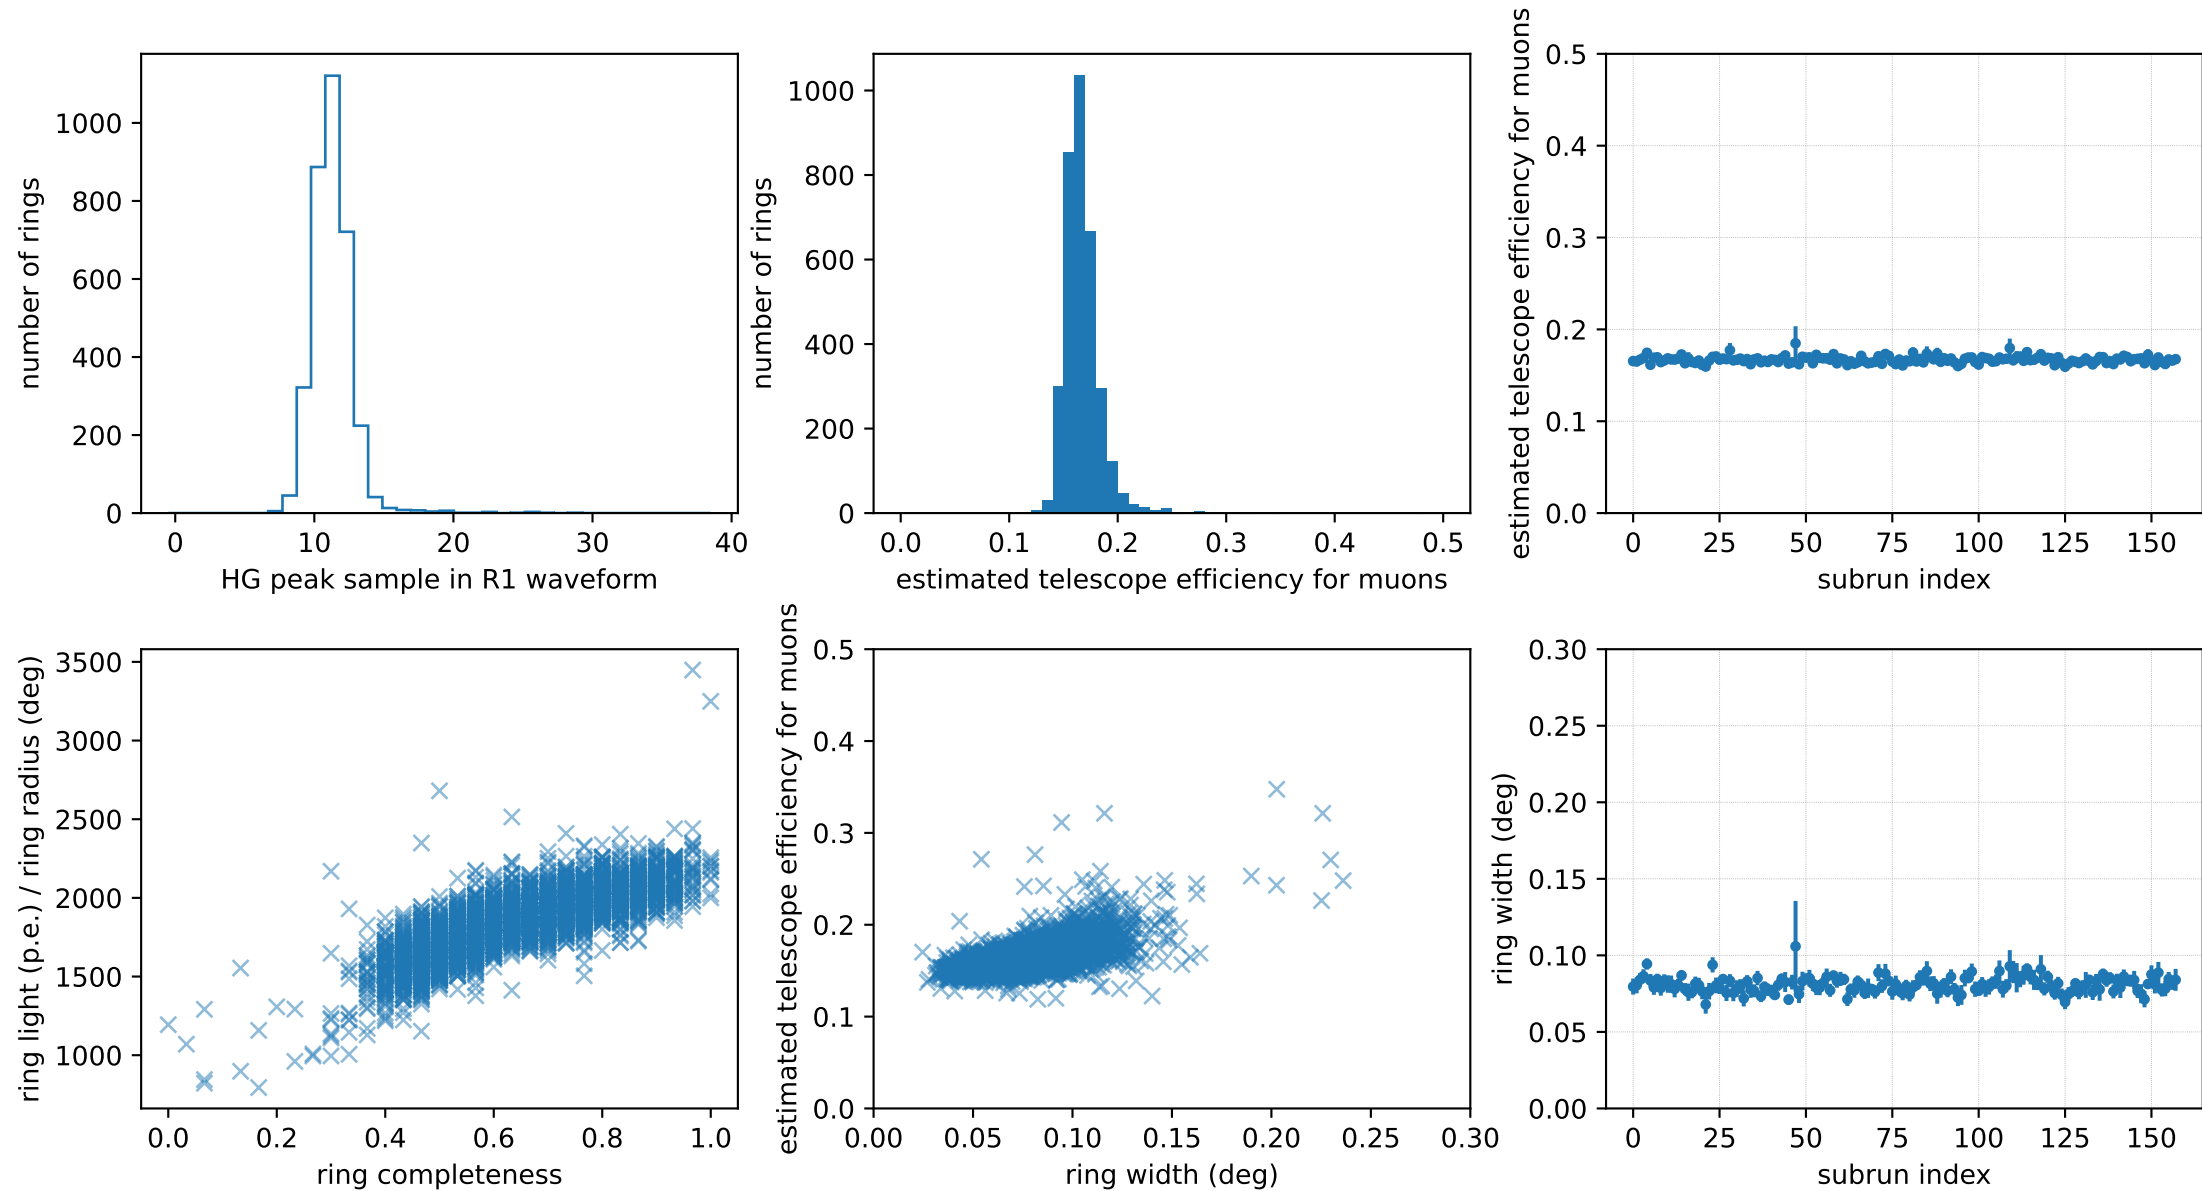 number of rings
0
200
400
600
800
1000
0 10 20 30 40
HG peak sample in R1 waveform
number of rings
0
200
400
600
800
1000
0.0 0.1 0.2 0.3 0.4 0.5
estimated telescope efficiency for muons
estimated telescope efficiency for muons
0.0
0.1
0.2
0.3
0.4
0.5
0 25 50 75 100 125 150
subrun index
ring light (p.e.) / ring radius (deg)
1000
1500
2000
2500
3000
3500
0.0 0.2 0.4 0.6 0.8 1.0
ring completeness
estimated telescope efficiency for muons
0.0
0.1
0.2
0.3
0.4
0.5
0.00 0.05 0.10 0.15 0.20 0.25 0.30
ring width (deg)
ring width (deg)
0.00
0.05
0.10
0.15
0.20
0.25
0.30
0 25 50 75 100 125 150
subrun index